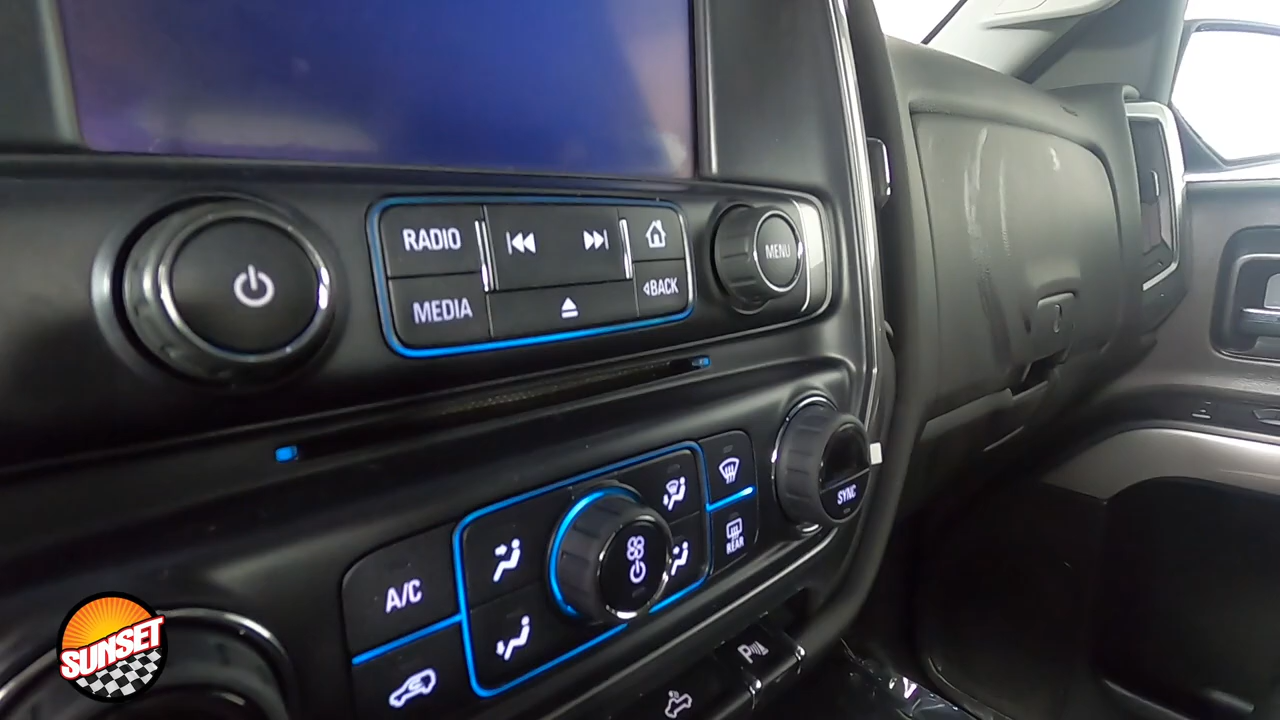 RADIO
MEDIA
BACK
MENU
SYNC
REAR
A/C
P
SUNSET